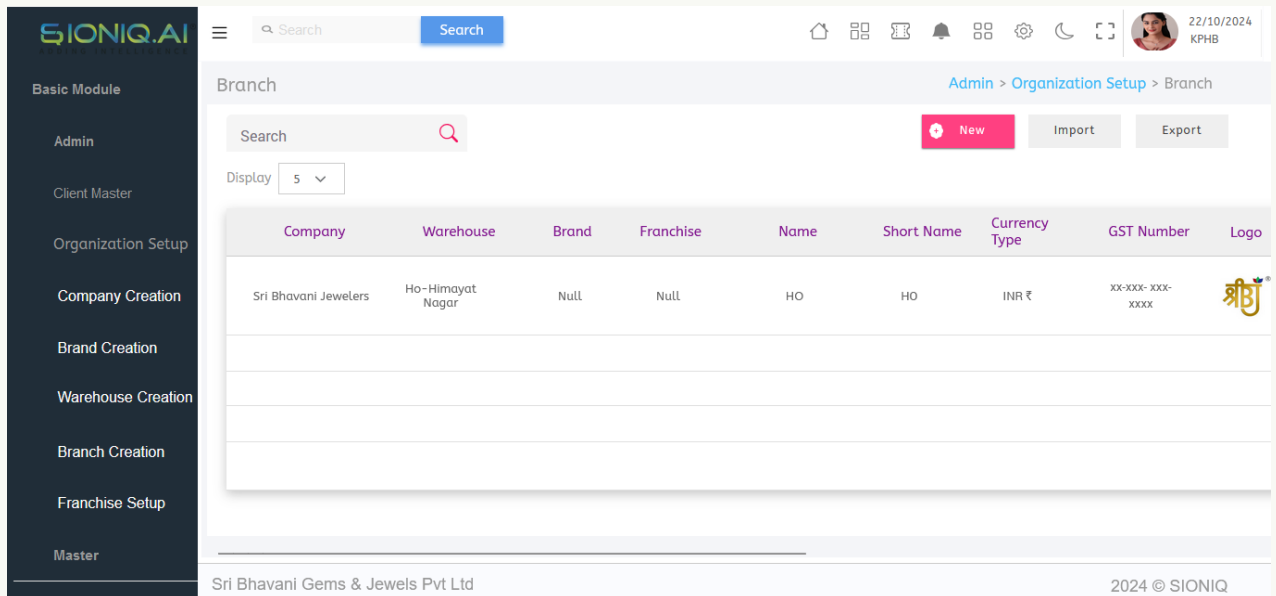 SIONIQ.AI
Search
Search
22/10/2024
KPHB
Basic Module
Admin
Client Master
Organization Setup
Company Creation
Brand Creation
Warehouse Creation
Branch Creation
Franchise Setup
Master
Branch
Admin > Organization Setup > Branch
Search
New
Import
Export
Display 5
Company Warehouse Brand Franchise Name Short Name Currency Type GST Number Logo
Sri Bhavani Jewelers Ho-Himayat Nagar Null Null HO HO INR ₹ xx-xxx- xxx- xxxx श्रीBJ ®
Sri Bhavani Gems & Jewels Pvt Ltd
2024 © SIONIQ